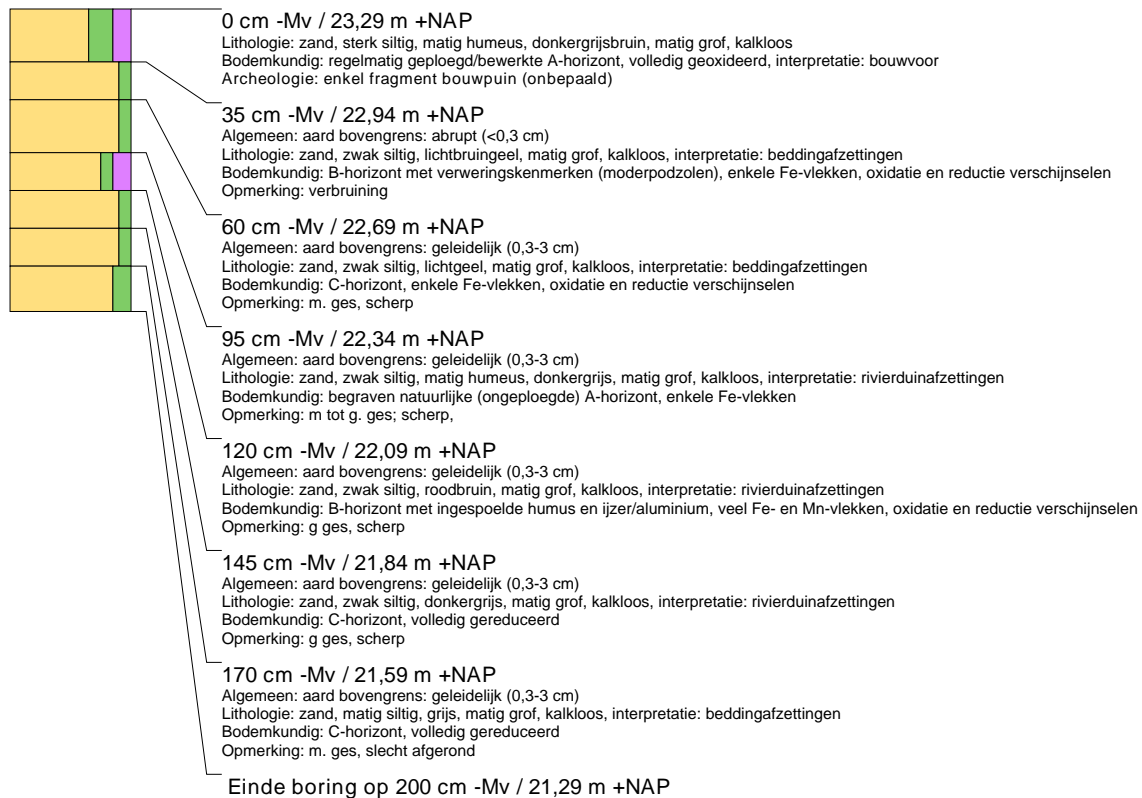 0 cm -Mv / 23,29 m +NAP
Lithologie: zand, sterk siltig, matig humeus, donkergrijsbruin, matig grof, kalkloos
Bodemkundig: regelmatig geploegd/bewerkte A-horizont, volledig geoxideerd, interpretatie: bouwvoor
Archeologie: enkel fragment bouwpuin (onbepaald)
35 cm -Mv / 22,94 m +NAP
Algemeen: aard bovengrens: abrupt (<0,3 cm)
Lithologie: zand, zwak siltig, lichtbruingeel, matig grof, kalkloos, interpretatie: beddingafzettingen
Bodemkundig: B-horizont met verweringskenmerken (moderpodzolen), enkele Fe-vlekken, oxidatie en reductie verschijnselen
Opmerking: verbruining
60 cm -Mv / 22,69 m +NAP
Algemeen: aard bovengrens: geleidelijk (0,3-3 cm)
Lithologie: zand, zwak siltig, lichtgeel, matig grof, kalkloos, interpretatie: beddingafzettingen
Bodemkundig: C-horizont, enkele Fe-vlekken, oxidatie en reductie verschijnselen
Opmerking: m. ges, scherp
95 cm -Mv / 22,34 m +NAP
Algemeen: aard bovengrens: geleidelijk (0,3-3 cm)
Lithologie: zand, zwak siltig, matig humeus, donkergrijs, matig grof, kalkloos, interpretatie: rivierduinafzettingen
Bodemkundig: begraven natuurlijke (ongeploegde) A-horizont, enkele Fe-vlekken
Opmerking: m tot g. ges; scherp,
120 cm -Mv / 22,09 m +NAP
Algemeen: aard bovengrens: geleidelijk (0,3-3 cm)
Lithologie: zand, zwak siltig, roodbruin, matig grof, kalkloos, interpretatie: rivierduinafzettingen
Bodemkundig: B-horizont met ingespoelde humus en ijzer/aluminium, veel Fe- en Mn-vlekken, oxidatie en reductie verschijnselen
Opmerking: g ges, scherp
145 cm -Mv / 21,84 m +NAP
Algemeen: aard bovengrens: geleidelijk (0,3-3 cm)
Lithologie: zand, zwak siltig, donkergrijs, matig grof, kalkloos, interpretatie: rivierduinafzettingen
Bodemkundig: C-horizont, volledig gereduceerd
Opmerking: g ges, scherp
170 cm -Mv / 21,59 m +NAP
Algemeen: aard bovengrens: geleidelijk (0,3-3 cm)
Lithologie: zand, matig siltig, grijs, matig grof, kalkloos, interpretatie: beddingafzettingen
Bodemkundig: C-horizont, volledig gereduceerd
Opmerking: m. ges, slecht afgerond
Einde boring op 200 cm -Mv / 21,29 m +NAP